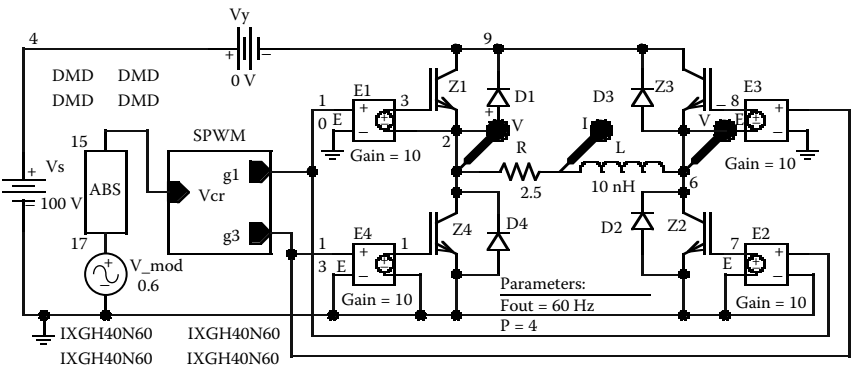 Vy
4
+
−
9
0 V
DMD DMD
DMD DMD
E1
1
3
0 E
+
−
Gain = 10
Z1
D1
+
V
2
D3
I
Z3
− 8
V
E
E3
+
−
Gain = 10
15
SPWM
Vs
+
− 100 V
ABS
Vcr
g1
g3
R
2.5
L
10 nH
6
17
V_mod
0.6
E4
1
1
3 E
+
−
Gain = 10
Z4
D4
D2
Z2
7
E
E2
+
−
Gain = 10
Parameters:
Fout = 60 Hz
P = 4
IXGH40N60 IXGH40N60
IXGH40N60 IXGH40N60